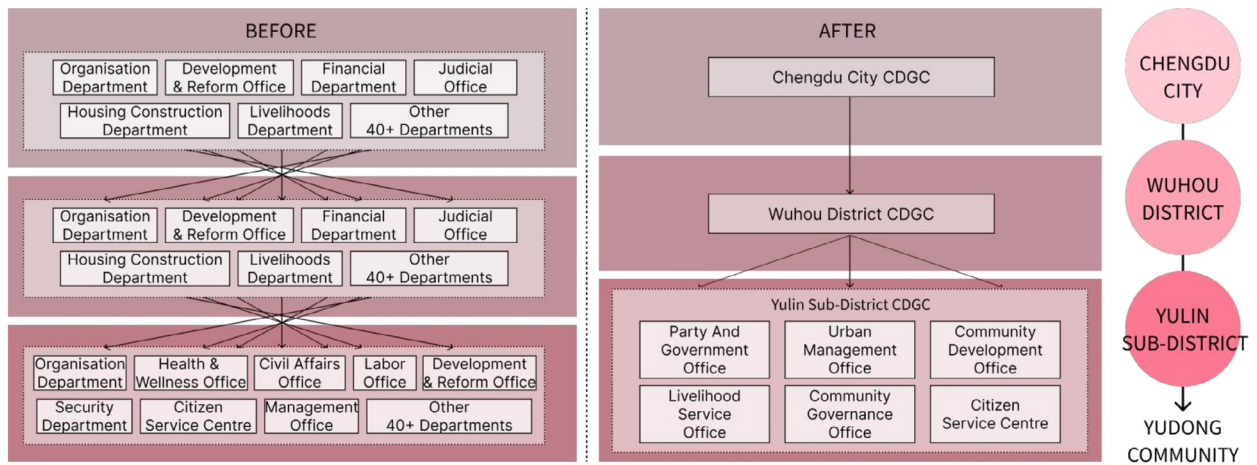 BEFORE
Organisation
Department
Development
& Reform Office
Financial
Department
Judicial
Office
Housing Construction
Department
Livelihoods
Department
Other
40+ Departments
Organisation
Department
Development
& Reform Office
Financial
Department
Judicial
Office
Housing Construction
Department
Livelihoods
Department
Other
40+ Departments
Organisation
Department
Health &
Wellness Office
Civil Affairs
Office
Labor
Office
Development
& Reform Office
Security
Department
Citizen
Service Centre
Management
Office
Other
40+ Departments
AFTER
Chengdu City CDGC
Wuhou District CDGC
Yulin Sub-District CDGC
Party And
Government
Office
Urban
Management
Office
Community
Development
Office
Livelihood
Service
Office
Community
Governance
Office
Citizen
Service Centre
CHENGDU
CITY
WUHOU
DISTRICT
YULIN
SUB-DISTRICT
YUDONG
COMMUNITY